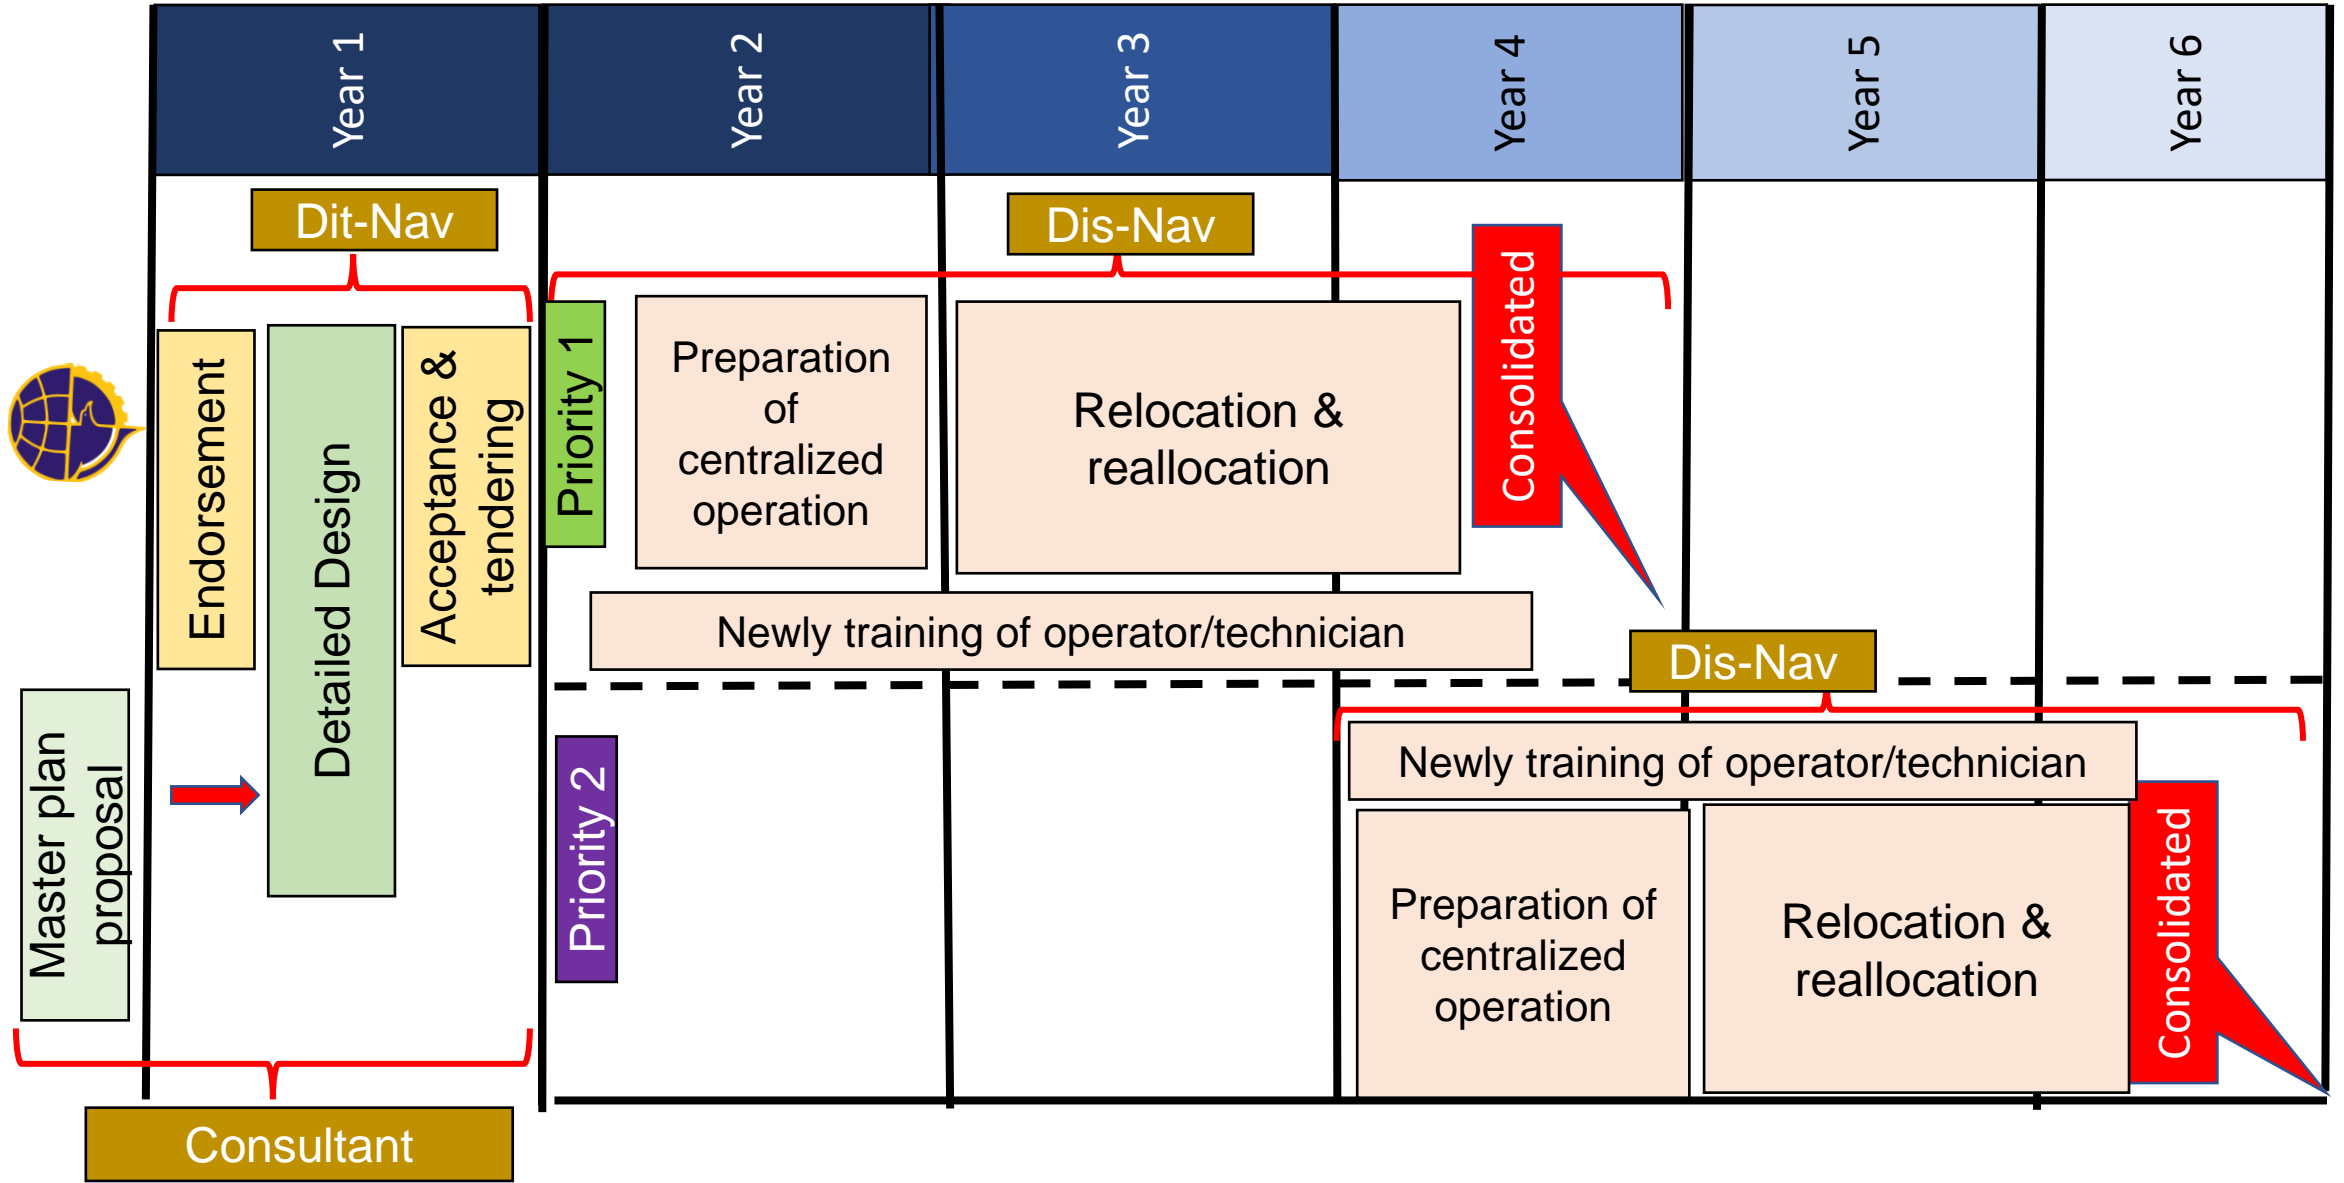 Year 1
Year 2
Year 3
Year 4
Year 5
Year 6
Dit-Nav
Dis-Nav
Consolidated
Endorsement
Detailed Design
Acceptance &
tendering
Priority 1
Preparation
of
centralized
operation
Relocation &
reallocation
Newly training of operator/technician
Dis-Nav
Master plan
proposal
Priority 2
Newly training of operator/technician
Preparation of
centralized
operation
Relocation &
reallocation
Consolidated
Consultant